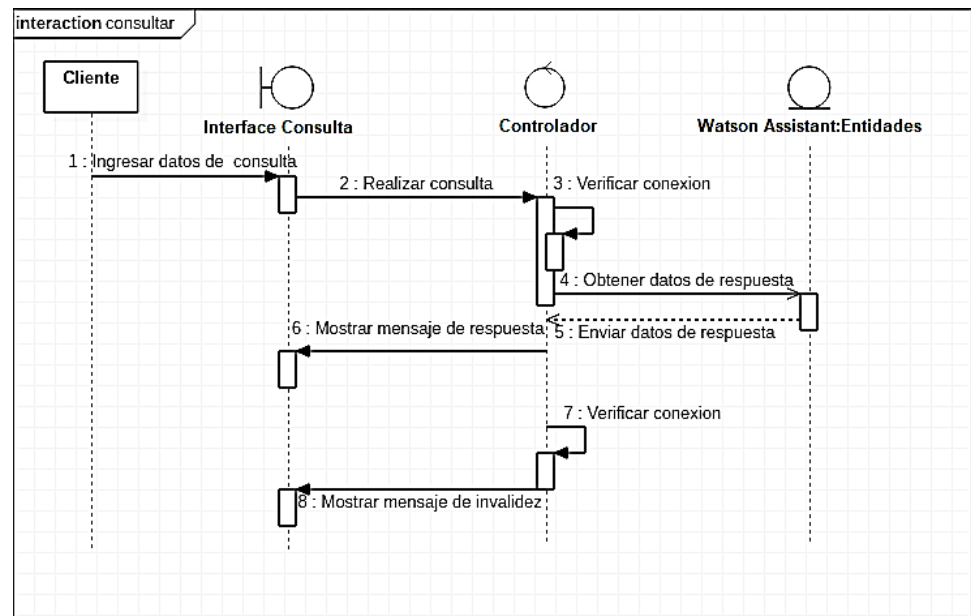 interaction consultar
Cliente
Interface Consulta
Controlador
Watson Assistant:Entidades
1 : Ingresar datos de consulta
2 : Realizar consulta
3 : Verificar conexion
4 : Obtener datos de respuesta
5 : Enviar datos de respuesta
6 : Mostrar mensaje de respuesta
7 : Verificar conexion
8 : Mostrar mensaje de invalidez